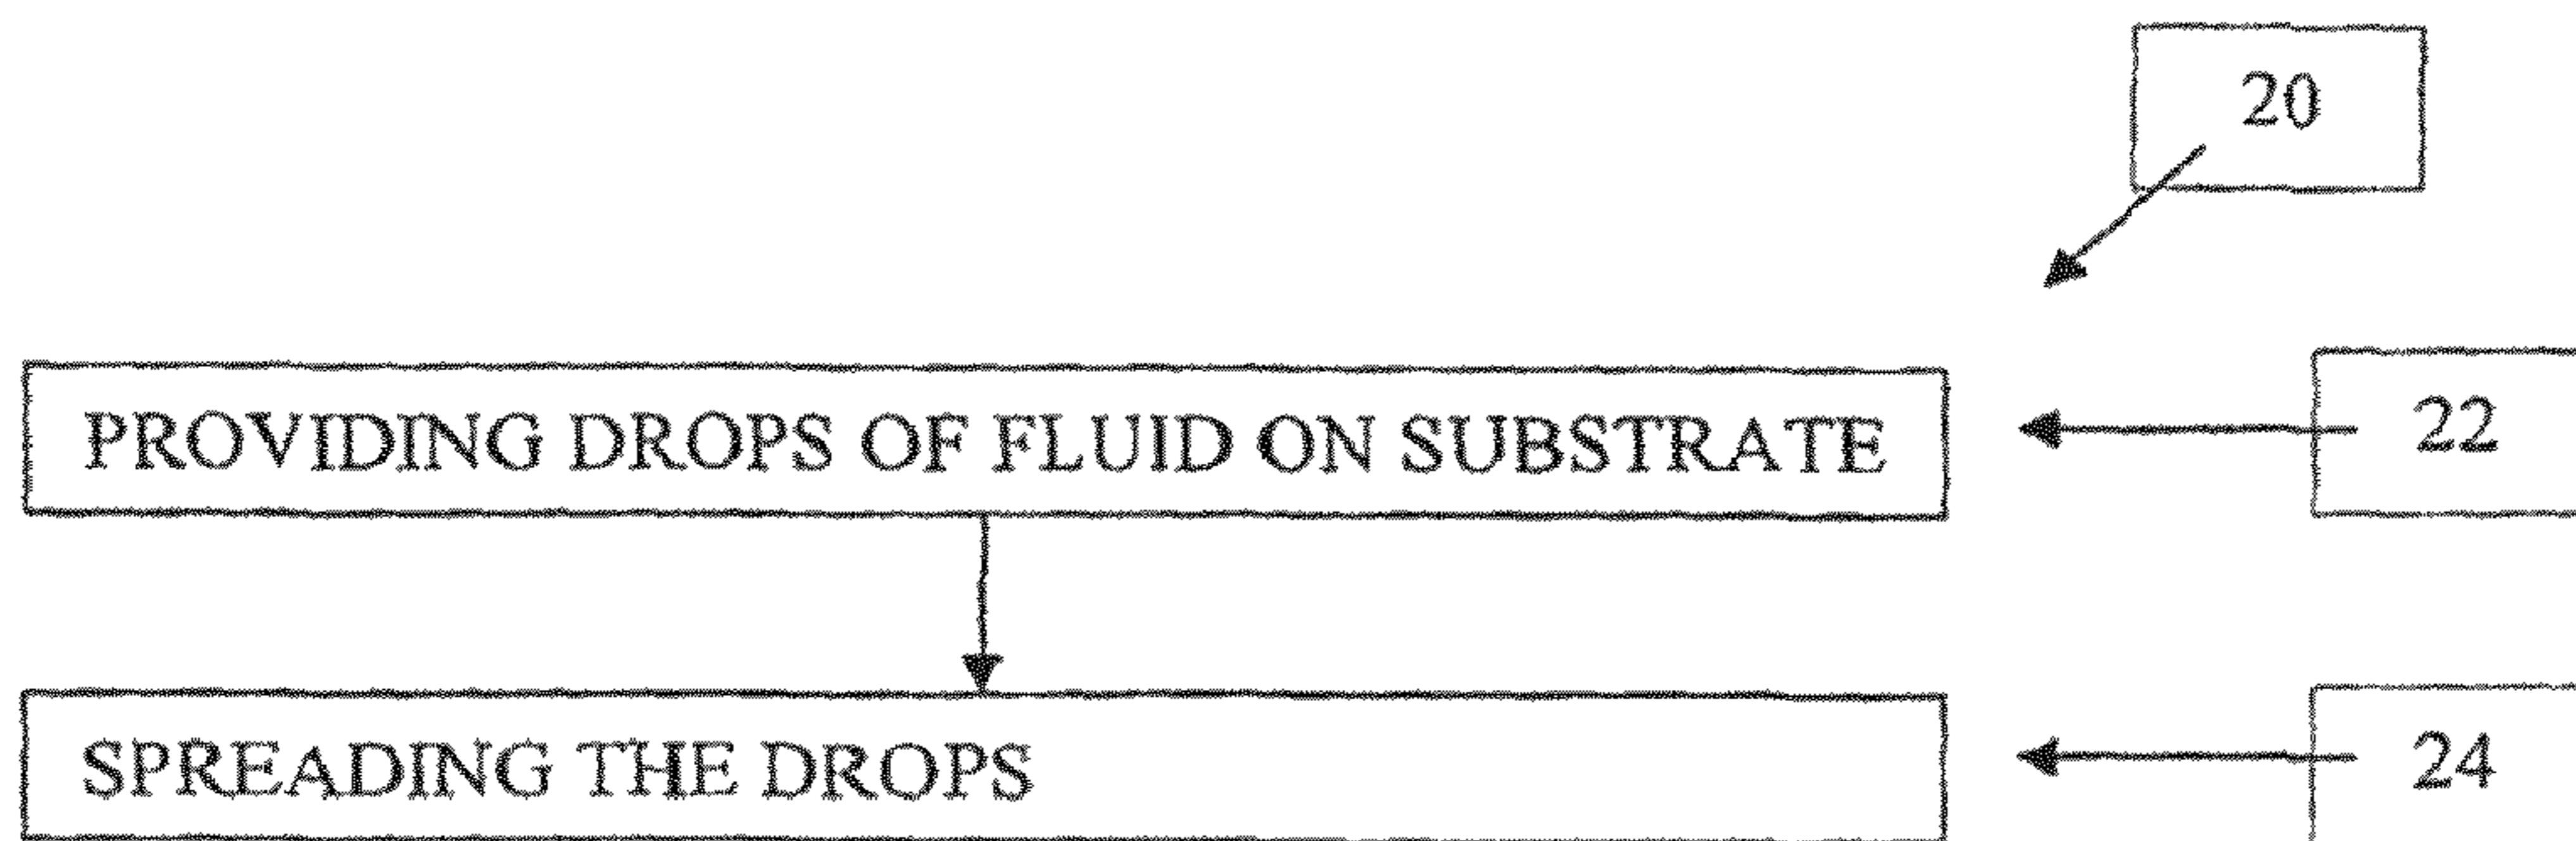 20
PROVIDING DROPS OF FLUID ON SUBSTRATE
22
SPREADING THE DROPS
24